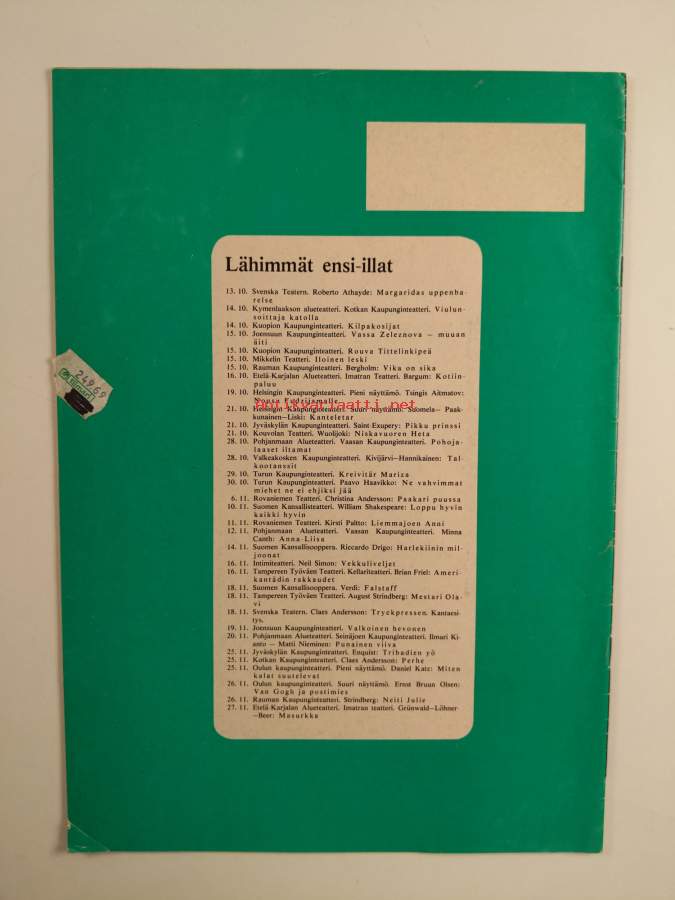 Lähimmät ensi-illat
13. 10. Svenska Teatern. Roberto Athayde: Margaridas uppenba-
relse
14. 10. Kymenlaakson alueteatteri. Kotkan Kaupunginteatteri. Viulun-
soittaja katolla
14. 10. Kuopion Kaupunginteatteri. Kilpakosijat
15. 10. Joensuun Kaupunginteatteri. Vassa Zeleznova – muuan
äiti
15. 10. Kuopion Kaupunginteatteri. Rouva Tittelinkipeä
15. 10. Mikkelin Teatteri. Iloinen leski
15. 10. Rauman Kaupunginteatteri. Bergholm: Vika on sika
16. 10. Etelä-Karjalan Alueteatteri. Imatran Teatteri. Bargum: Kotiin-
paluu
19. 10. Helsingin Kaupunginteatteri. Pieni näyttämö. Tsingis Aitmatov:
Nousu Fudzijamalle
antikvariaatti.net
21. 10. Helsingin Kaupunginteatteri. Suuri näyttämö. Suomela–Paak-
kunainen–Liski: Kanteletar
21. 10. Jyväskylän Kaupunginteatteri. Saint Exupery: Pikku prinssi
21. 10. Kouvolan Teatteri. Wuolijoki: Niskavuoren Heta
28. 10. Pohjanmaan Alueteatteri. Vaasan Kaupunginteatteri. Pohoja-
laaset iltamat
28. 10. Valkeakosken Kaupunginteatteri. Kivijärvi–Hannikainen: Tal-
kootanssit
29. 10. Turun Kaupunginteatteri. Kreivitär Mariza
30. 10. Turun Kaupunginteatteri. Paavo Haavikko: Ne vahvimmat
miehet ne ei ehjiksi jää
6. 11. Rovaniemen Teatteri. Christina Andersson: Paakari puussa
10. 11. Suomen Kansallisteatteri. William Shakespeare: Loppu hyvin
kaikki hyvin
11. 11. Rovaniemen Teatteri. Kirsti Paltto: Liemmajoen Anni
12. 11. Pohjanmaan Alueteatteri. Vaasan Kaupunginteatteri. Minna
Canth: Anna-Liisa
14. 11. Suomen Kansallisooppera. Riccardo Drigo: Harlekiinin mil-
joonat
16. 11. Intimiteatteri. Neil Simon: Vekkuliveljet
16. 11. Tampereen Työväen Teatteri. Kellariteatteri. Brian Friel: Ameri-
kantädin rakkaudet
18. 11. Suomen Kansallisooppera. Verdi: Falstaff
18. 11. Tampereen Työväen Teatteri. August Strindberg: Mestari Ola-
vi
18. 11. Svenska Teatern. Claes Andersson: Tryckpressen. Kantaesi-
tys.
19. 11. Joensuun Kaupunginteatteri. Valkoinen hevonen
20. 11. Pohjanmaan Alueteatteri. Seinäjoen Kaupunginteatteri. Ilmari Ki-
anto – Matti Nieminen: Punainen viiva
25. 11. Jyväskylän Kaupunginteatteri. Enquist: Tribadien yö
25. 11. Kotkan Kaupunginteatteri. Claes Andersson: Perhe
25. 11. Oulun kaupunginteatteri. Pieni näyttämö. Daniel Katz: Miten
kalat suutelevat
26. 11. Oulun kaupunginteatteri. Suuri näyttämö. Ernst Bruun Olsen:
Van Gogh ja postimies
26. 11. Rauman Kaupunginteatteri. Strindberg: Neiti Julie
27. 11. Etelä-Karjalan Alueteatteri. Imatran teatteri. Grünwald–Löhner
–Beer: Masurkka
24969